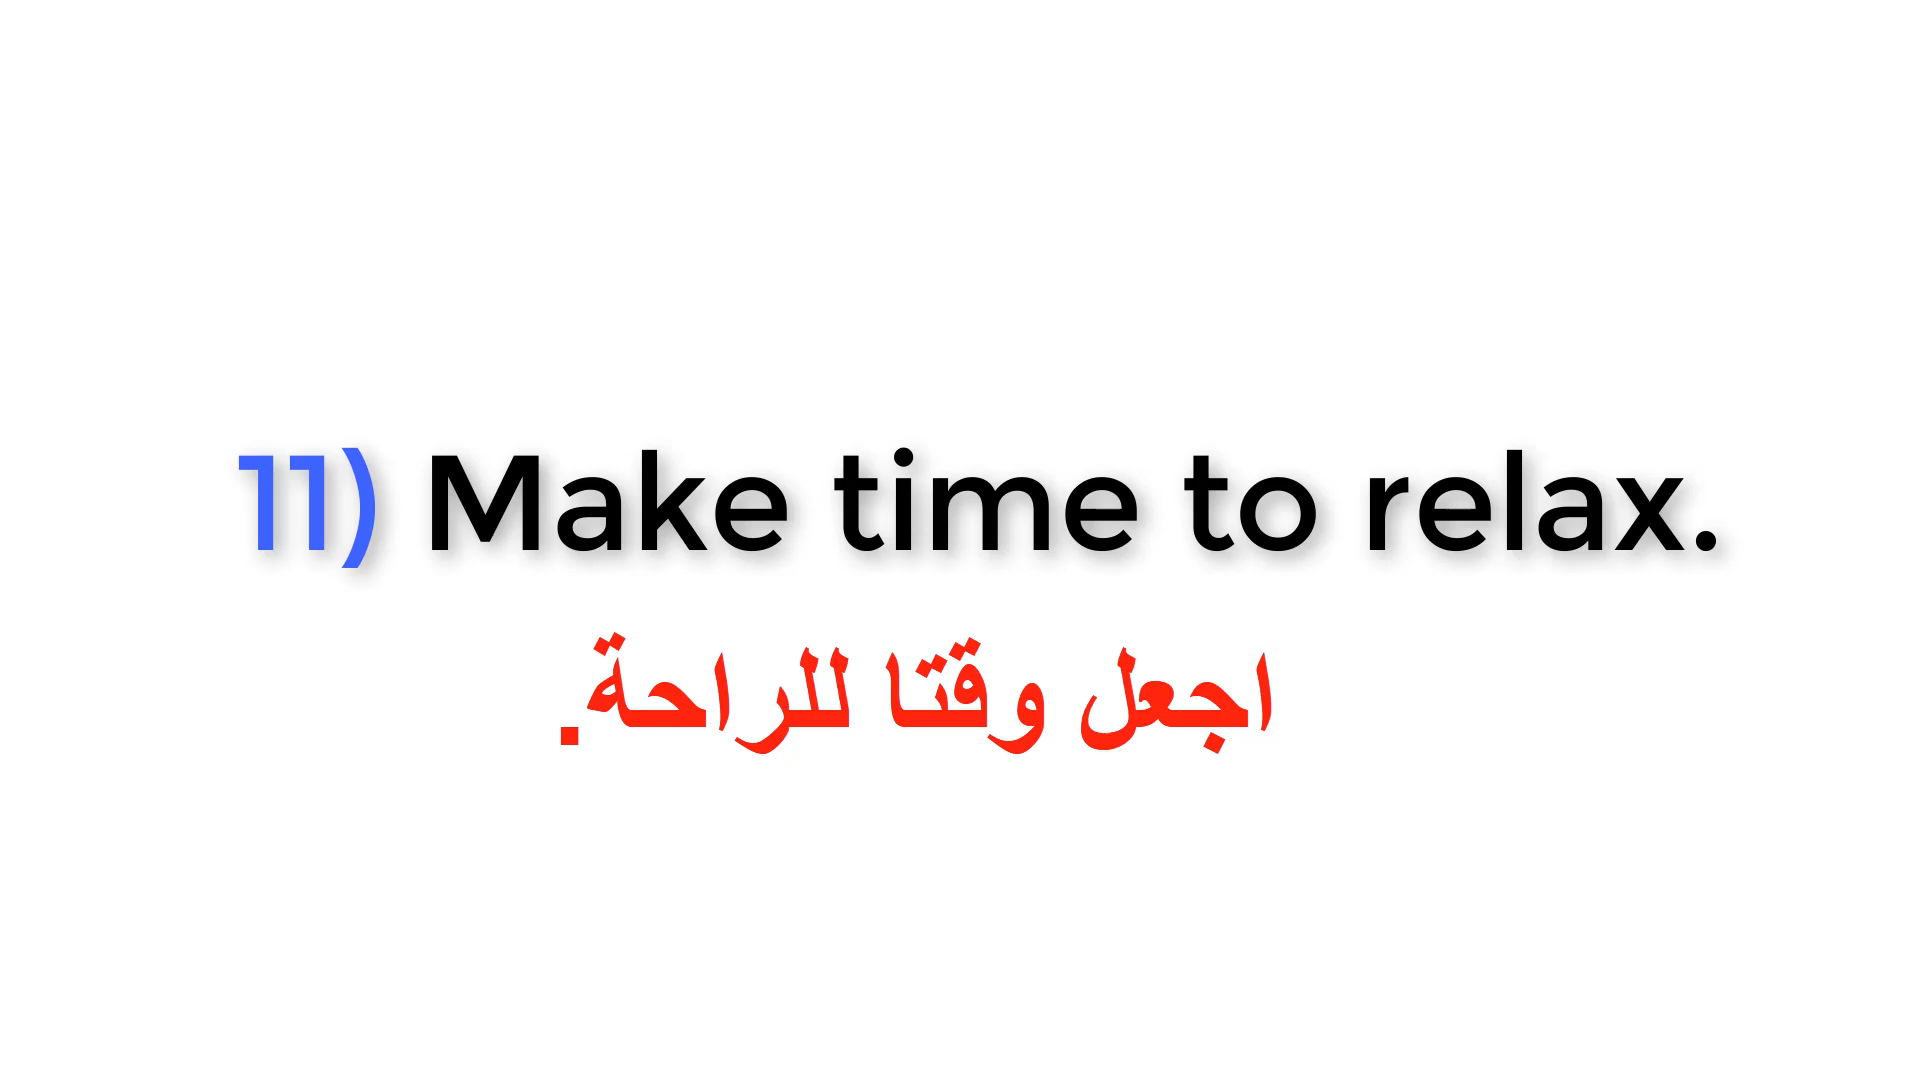 11) Make time to relax.
اجعل وقتا للراحة.